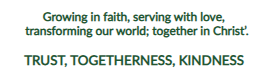 Growing in faith, serving with love,
transforming our world; together in Christ'.
TRUST, TOGETHERNESS, KINDNESS